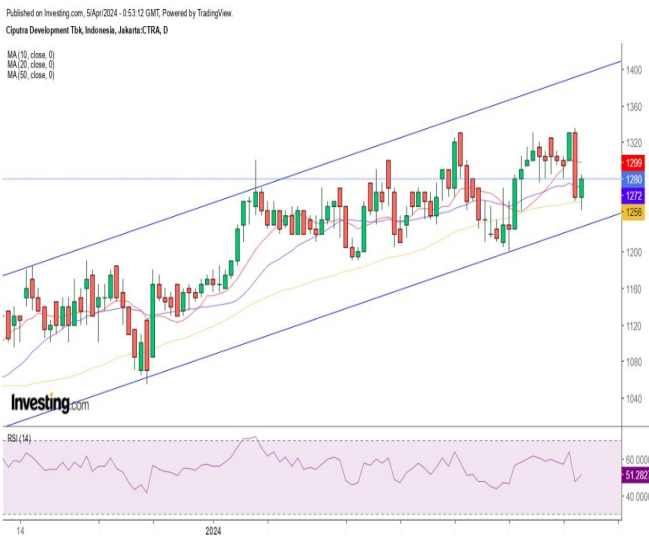 Published on Investing.com, 5/Apr/2024 - 0:53:12 GMT, Powered by TradingView.
Ciputra Development Tbk, Indonesia, Jakarta:CTRA, D
MA (10, close, 0)
MA (20, close, 0)
MA (50, close, 0)
1400
1360
1320
1299
1280
1272
1256
1200
1160
1120
1080
1040
Investing.com
RSI (14)
60.0000
51.2827
40.0000
14
2024